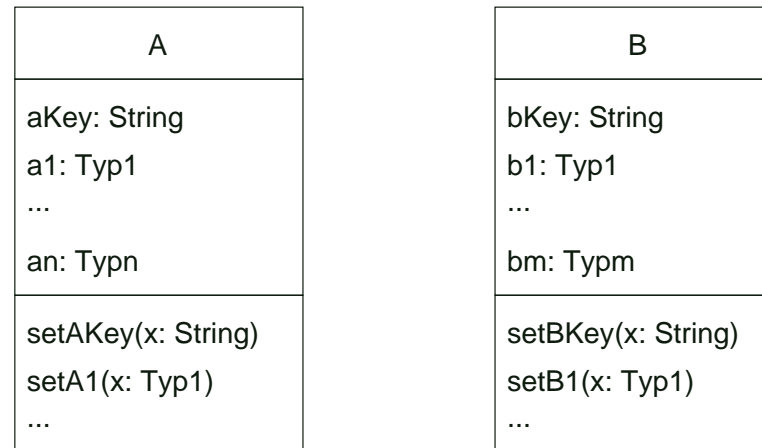 A
aKey: String
a1: Typ1
...
an: Typn
setAKey(x: String)
setA1(x: Typ1)
...
B
bKey: String
b1: Typ1
...
bm: Typm
setBKey(x: String)
setB1(x: Typ1)
...